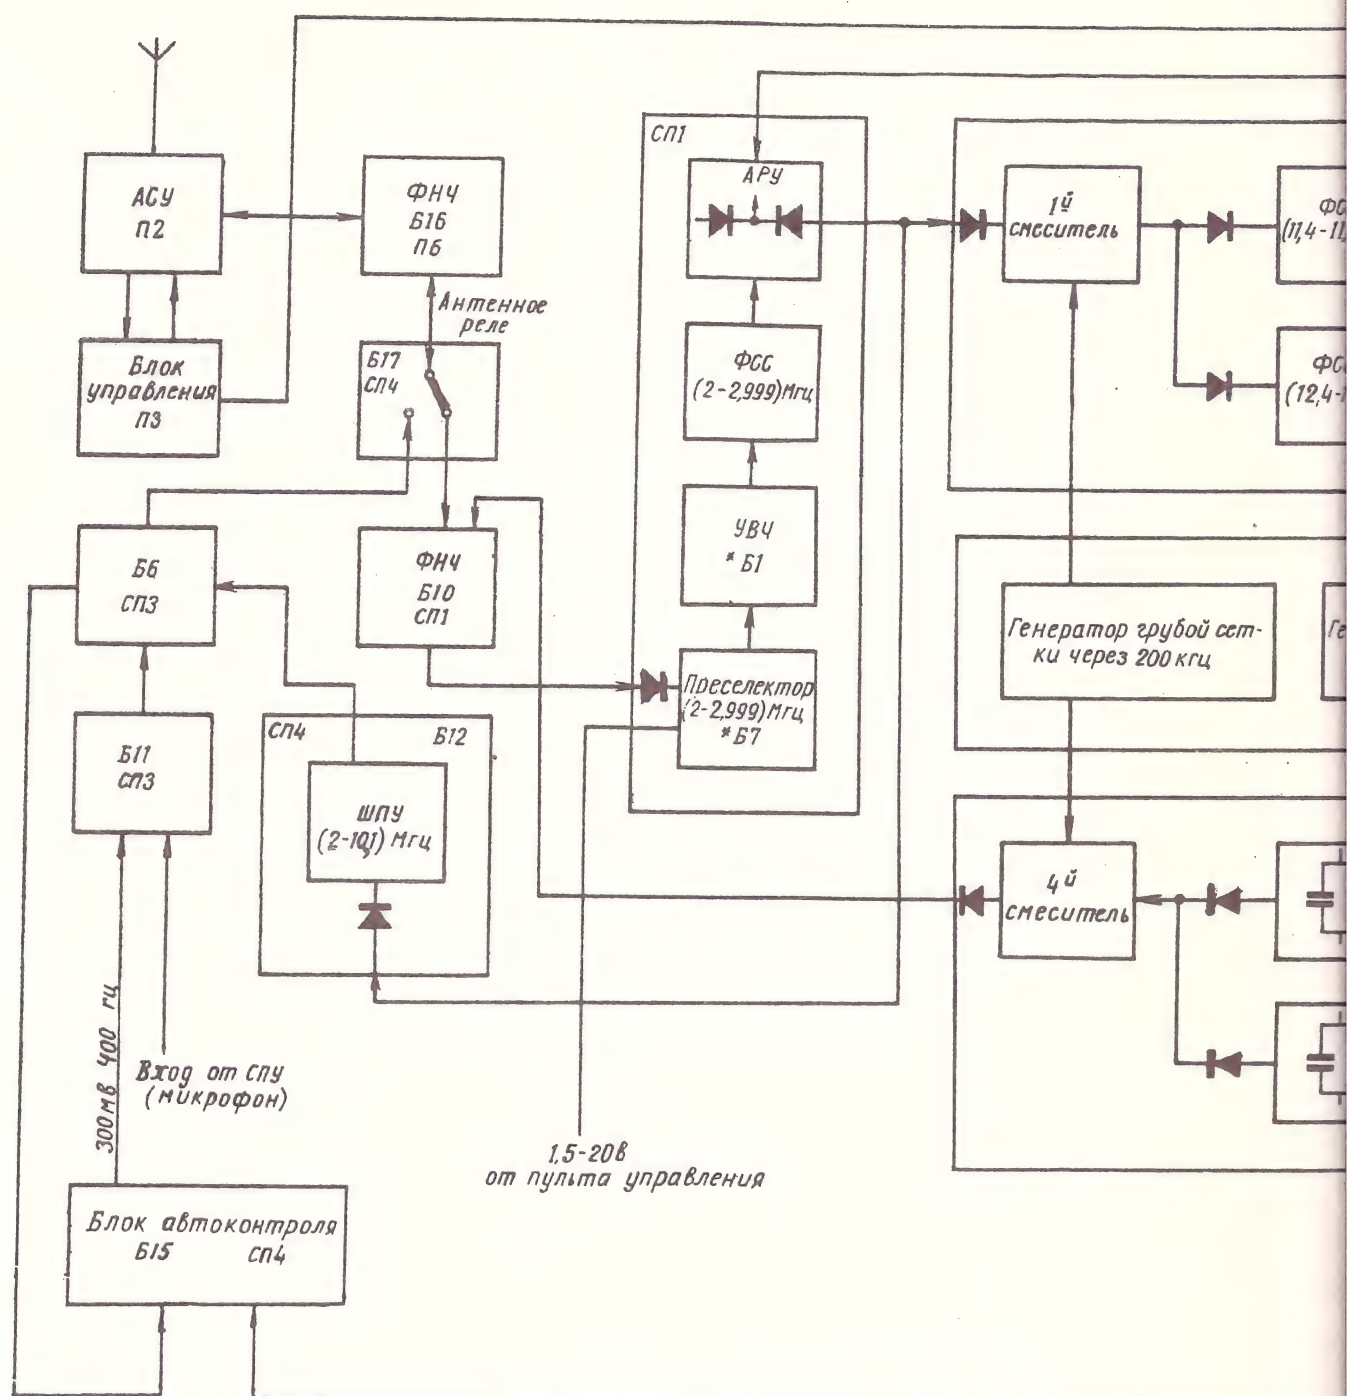 АСУ
П2
ФНЧ
Б16
П6
Антенное
реле
Блок
управления
П3
Б17
СП4
СП1
АРУ
ФСС
(2-2,999)Мгц
УВЧ
*Б1
Преселектор
(2-2,999)Мгц
*Б7
1й
смеситель
Б6
СП3
ФНЧ
Б10
СП1
Генератор грубой сет-
ки через 200 кгц
Б11
СП3
СП4
Б12
ШПУ
(2-10,1) Мгц
4й
смеситель
300мв 400 гц
Вход от СПУ
(микрофон)
1,5-20в
от пульта управления
Блок автоконтроля
Б15
СП4